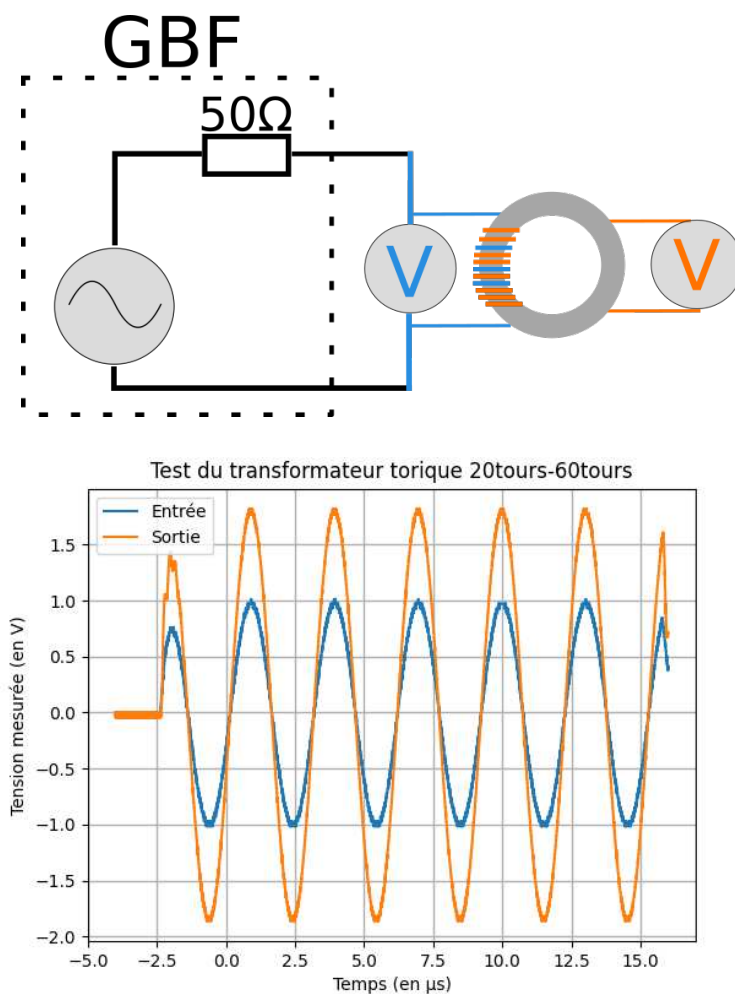 GBF
50Ω
V
V
Test du transformateur torique 20tours-60tours
Entrée
Sortie
1.5
1.0
0.5
0.0
−0.5
−1.0
−1.5
−2.0
Tension mesurée (en V)
−5.0 −2.5 0.0 2.5 5.0 7.5 10.0 12.5 15.0
Temps (en µs)